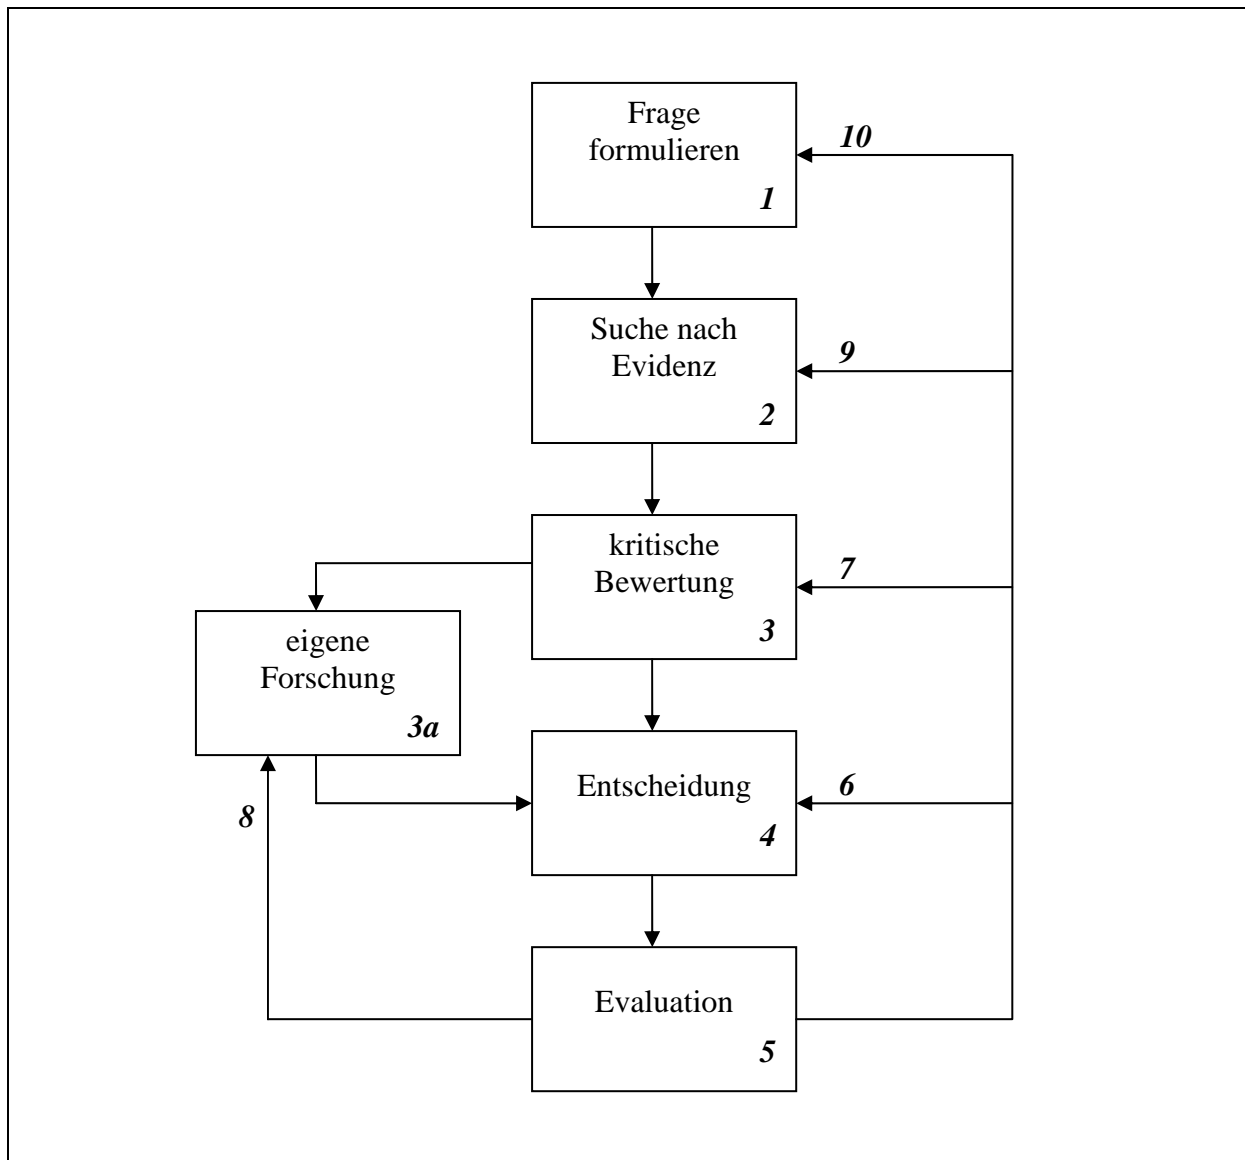 Frage
formulieren
1
10
Suche nach
Evidenz
2
9
kritische
Bewertung
3
7
eigene
Forschung
3a
8
Entscheidung
4
6
Evaluation
5